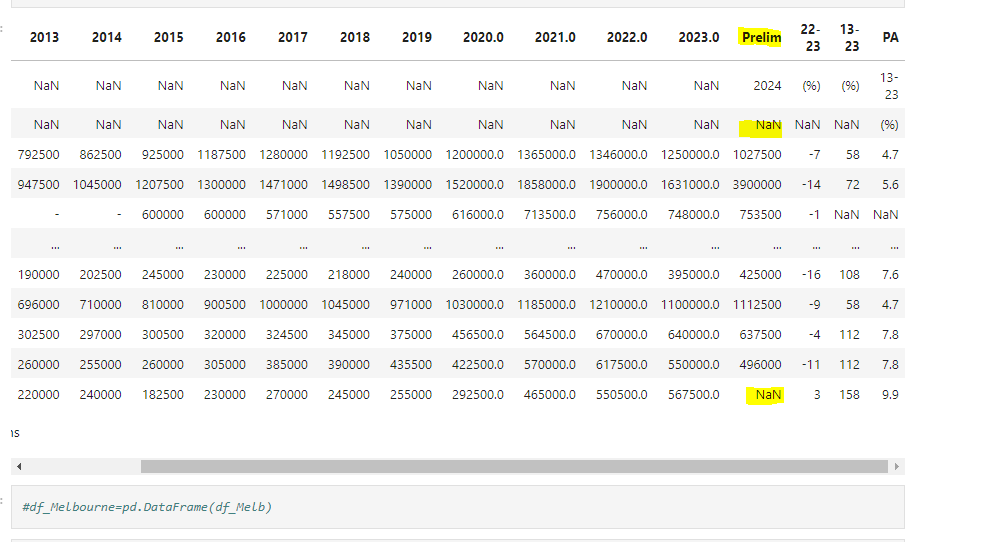 2013 2014 2015 2016 2017 2018 2019 2020.0 2021.0 2022.0 2023.0 Prelim 22-23 13-23 PA
NaN NaN NaN NaN NaN NaN NaN NaN NaN NaN NaN 2024 (%) (%) 13-23
NaN NaN NaN NaN NaN NaN NaN NaN NaN NaN NaN NaN NaN NaN (%)
792500 862500 925000 1187500 1280000 1192500 1050000 1200000.0 1365000.0 1346000.0 1250000.0 1027500 -7 58 4.7
947500 1045000 1207500 1300000 1471000 1498500 1390000 1520000.0 1858000.0 1900000.0 1631000.0 3900000 -14 72 5.6
- - 600000 600000 571000 557500 575000 616000.0 713500.0 756000.0 748000.0 753500 -1 NaN NaN
... ... ... ... ... ... ... ... ... ... ... ... ... ... ...
190000 202500 245000 230000 225000 218000 240000 260000.0 360000.0 470000.0 395000.0 425000 -16 108 7.6
696000 710000 810000 900500 1000000 1045000 971000 1030000.0 1185000.0 1210000.0 1100000.0 1112500 -9 58 4.7
302500 297000 300500 320000 324500 345000 375000 456500.0 564500.0 670000.0 640000.0 637500 -4 112 7.8
260000 255000 260000 305000 385000 390000 435500 422500.0 570000.0 617500.0 550000.0 496000 -11 112 7.8
220000 240000 182500 230000 270000 245000 255000 292500.0 465000.0 550500.0 567500.0 NaN 3 158 9.9
#df_Melbourne=pd.DataFrame(df_Melb)